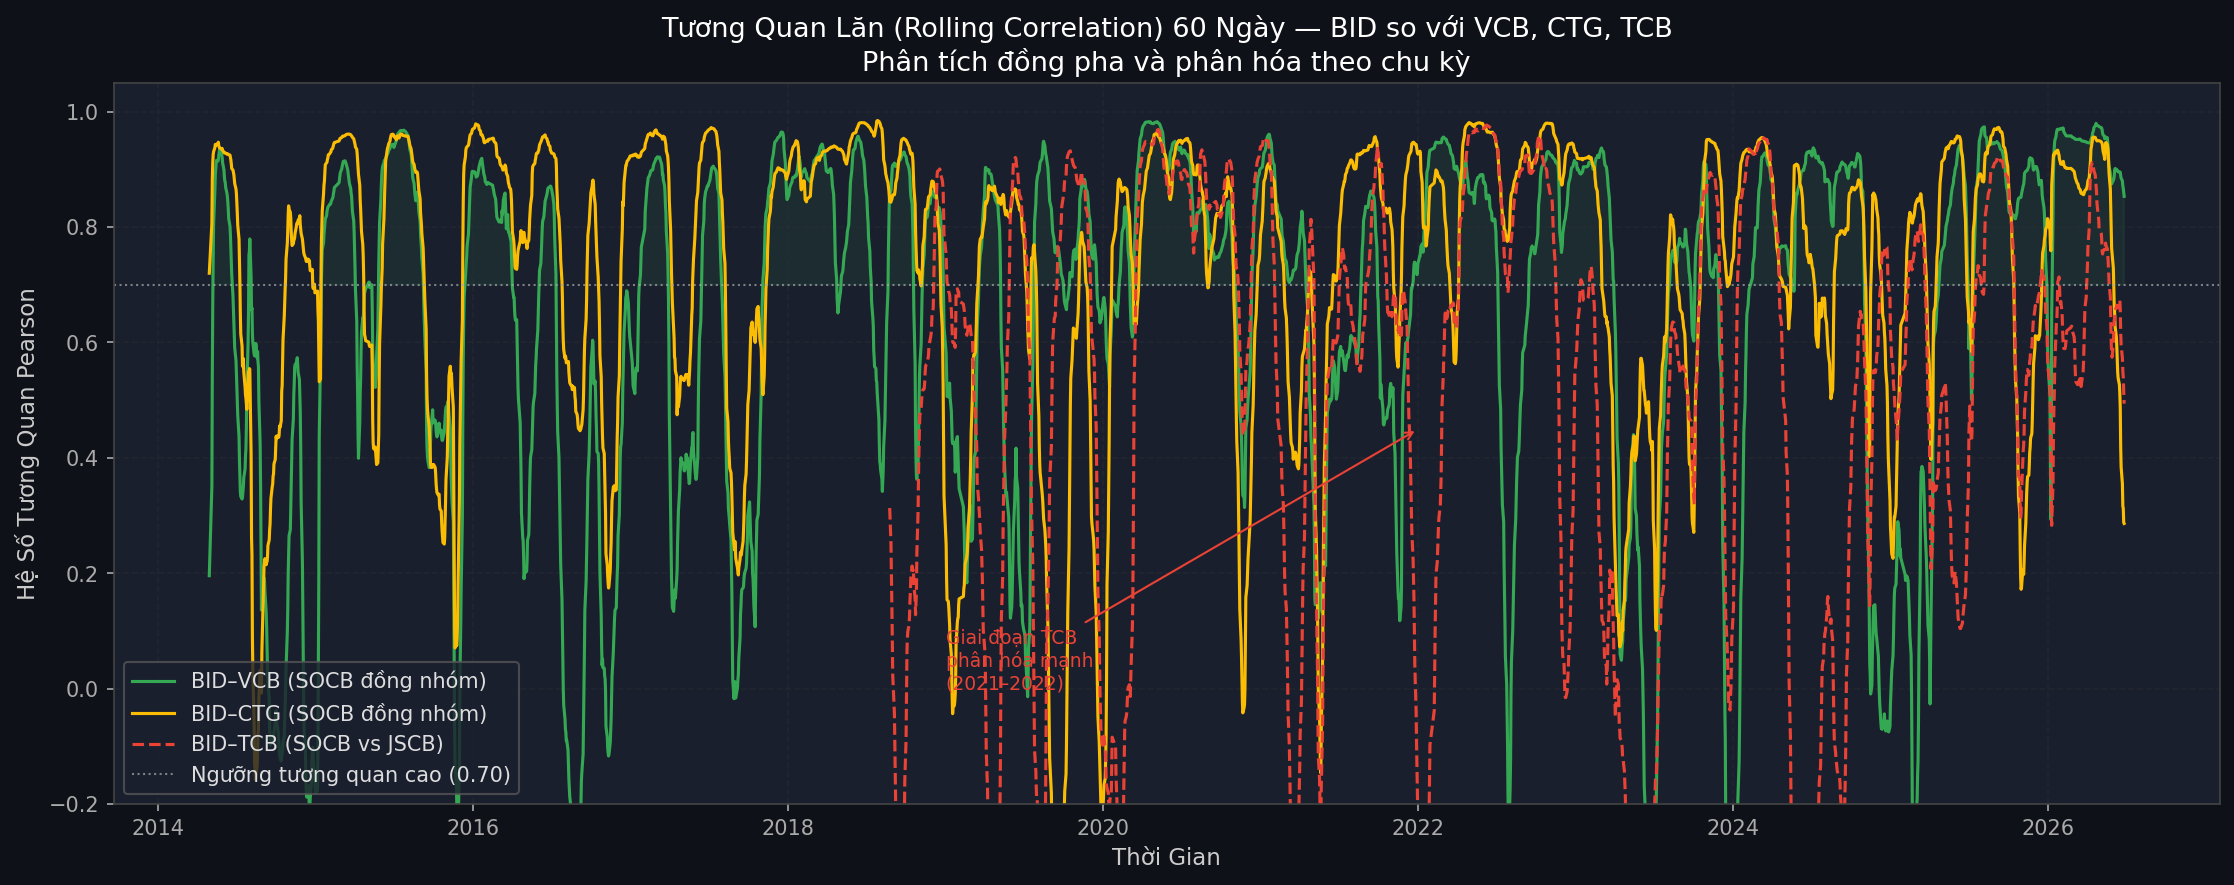 Tương Quan Lăn (Rolling Correlation) 60 Ngày — BID so với VCB, CTG, TCB
Phân tích đồng pha và phân hóa theo chu kỳ
Hệ Số Tương Quan Pearson
1.0
0.8
0.6
0.4
0.2
0.0
−0.2
Giai đoạn TCB
phân hóa mạnh
(2021–2022)
BID–VCB (SOCB đồng nhóm)
BID–CTG (SOCB đồng nhóm)
BID–TCB (SOCB vs JSCB)
Ngưỡng tương quan cao (0.70)
2014
2016
2018
2020
2022
2024
2026
Thời Gian